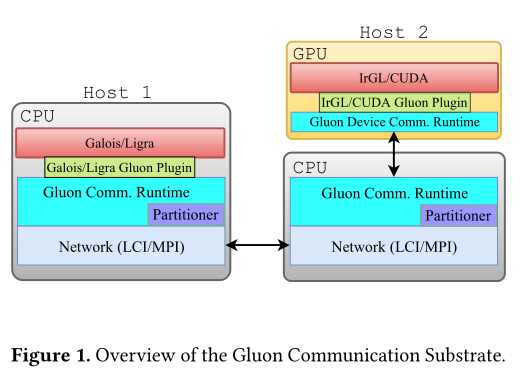 Host 1
CPU
Galois/Ligra
Galois/Ligra Gluon Plugin
Gluon Comm. Runtime
Partitioner
Network (LCI/MPI)
Host 2
GPU
IrGL/CUDA
IrGL/CUDA Gluon Plugin
Gluon Device Comm. Runtime
CPU
Gluon Comm. Runtime
Partitioner
Network (LCI/MPI)
Figure 1. Overview of the Gluon Communication Substrate.